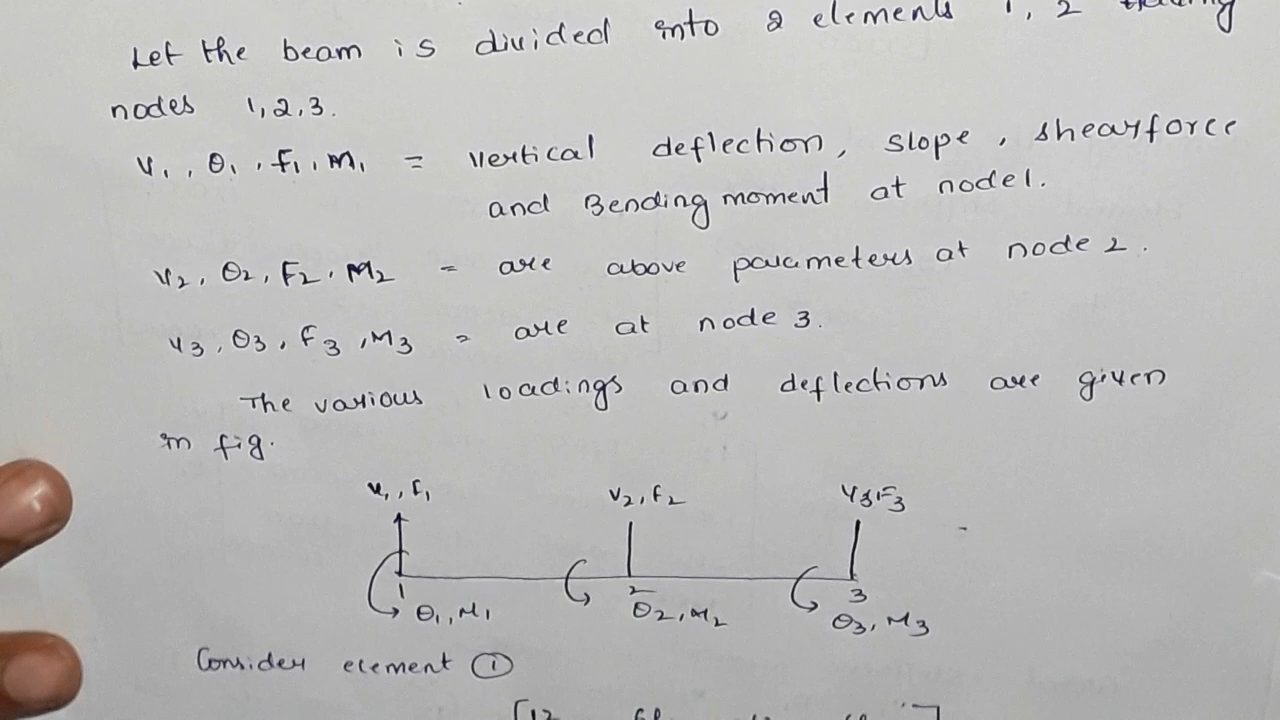 Let the beam is divided into 2 elements 1, 2
nodes 1,2,3.
v1, θ1, F1, M1 = vertical deflection, slope, shearforce
and Bending moment at node1.
v2, θ2, F2, M2 = are above parameters at node 2.
v3, θ3, F3, M3 = are at node 3.
The various loadings and deflections are given
in fig.
v1, F1 v2, F2 v3, F3
1 2 3
θ1, M1 θ2, M2 θ3, M3
Consider element ①